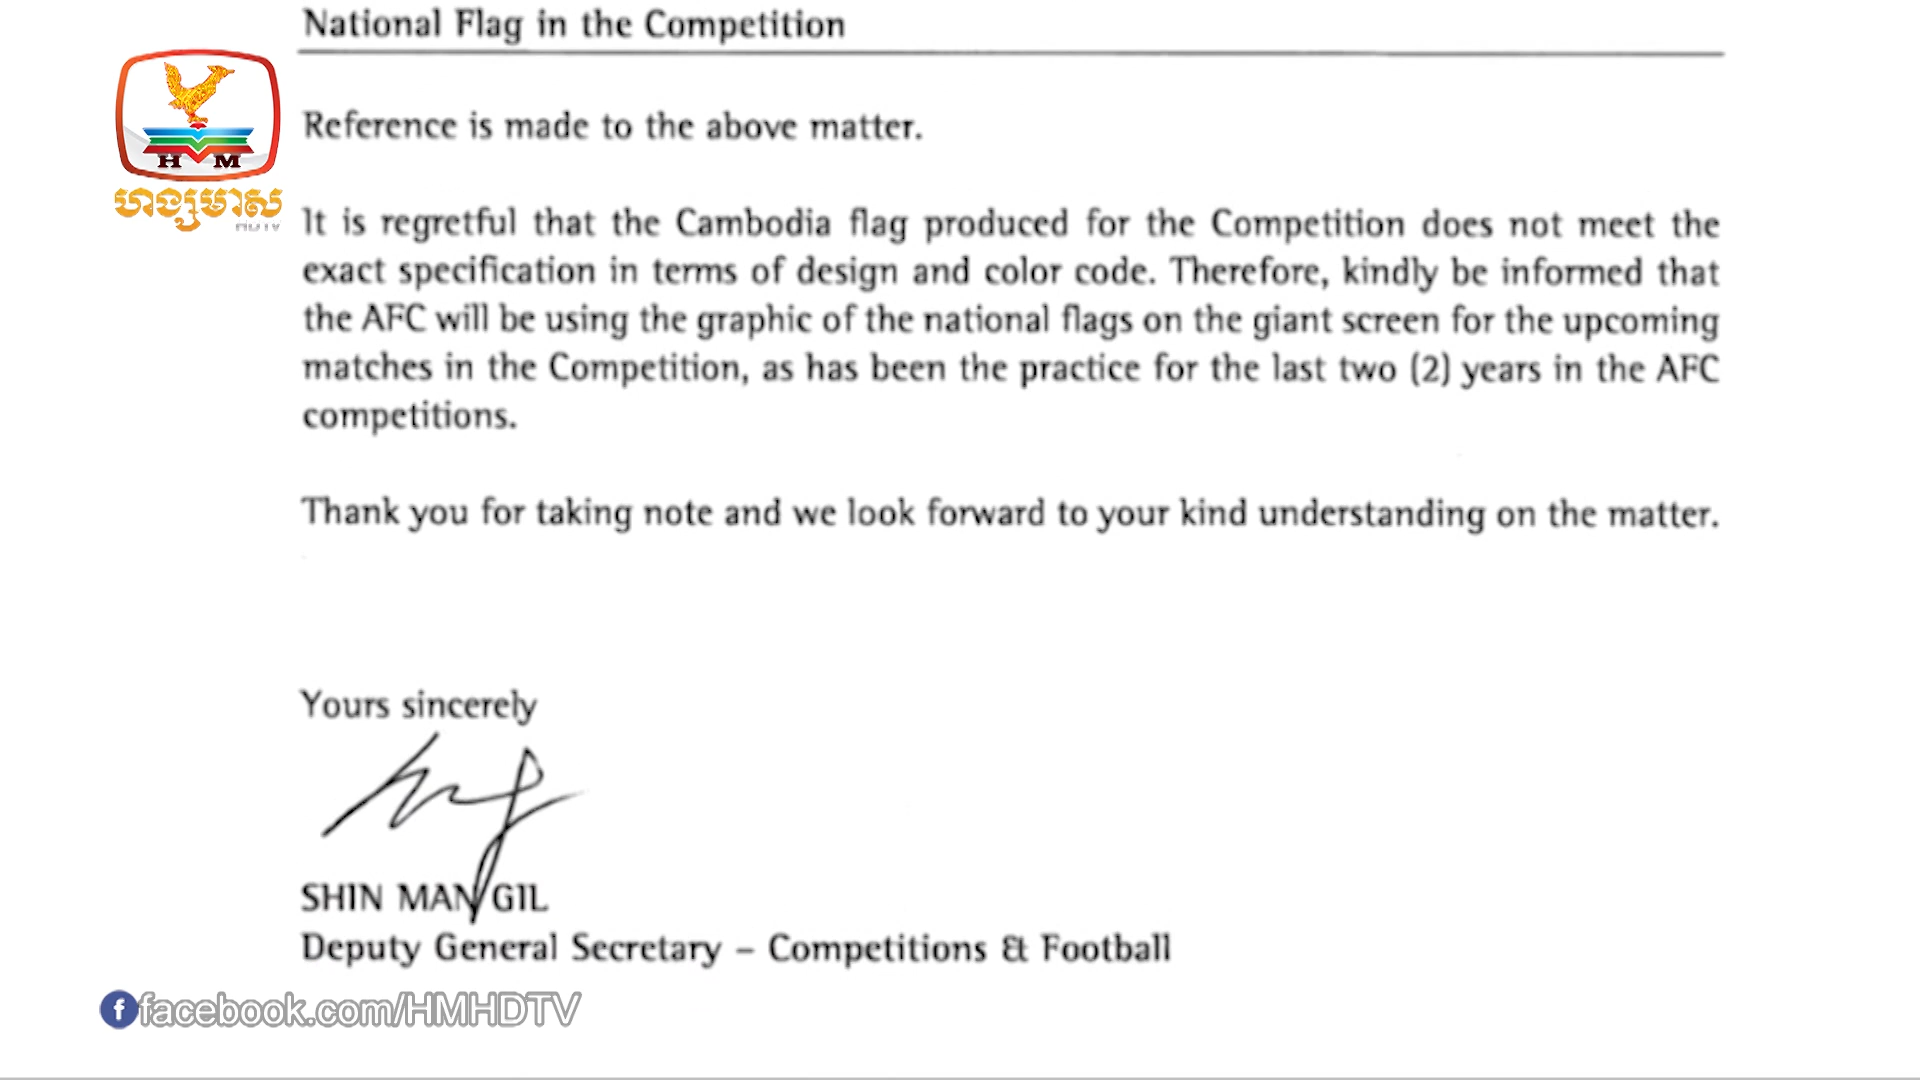 National Flag in the Competition
H M
ហង្សមាស
HDTV
Reference is made to the above matter.
It is regretful that the Cambodia flag produced for the Competition does not meet the
exact specification in terms of design and color code. Therefore, kindly be informed that
the AFC will be using the graphic of the national flags on the giant screen for the upcoming
matches in the Competition, as has been the practice for the last two (2) years in the AFC
competitions.
Thank you for taking note and we look forward to your kind understanding on the matter.
Yours sincerely
SHIN MAN GIL
Deputy General Secretary – Competitions & Football
facebook.com/HMHDTV